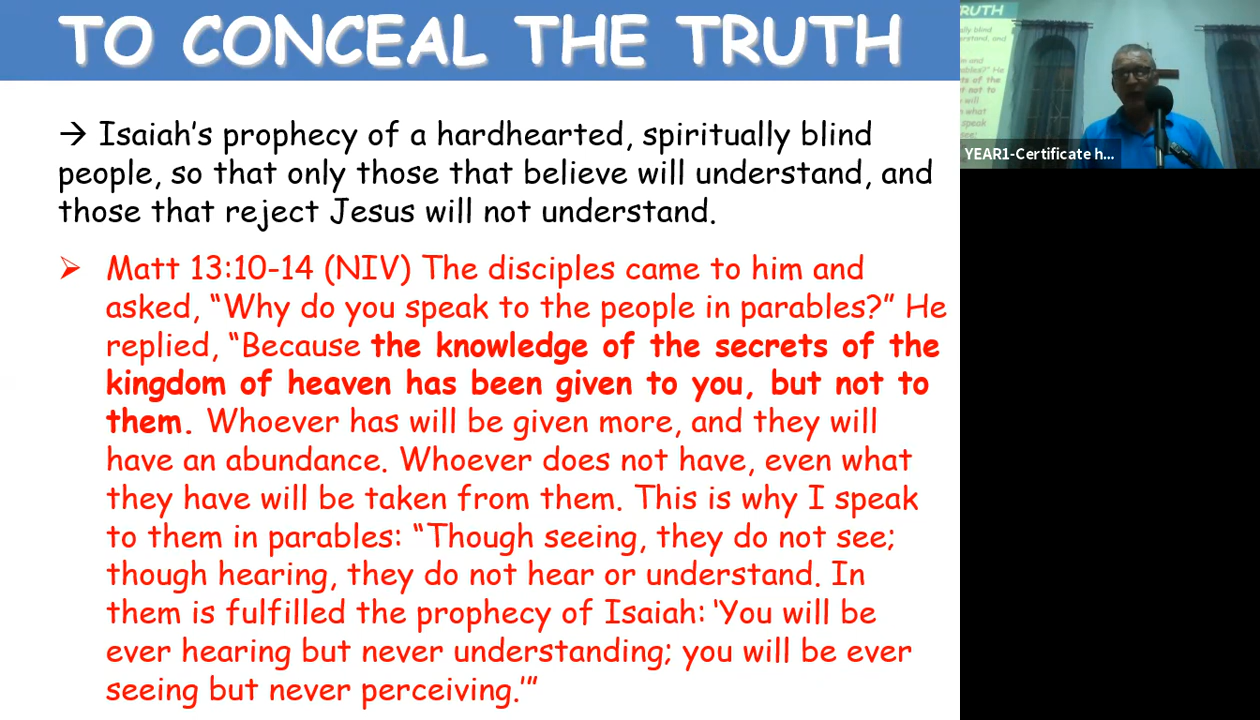 TO CONCEAL THE TRUTH
→ Isaiah's prophecy of a hardhearted, spiritually blind
people, so that only those that believe will understand, and
those that reject Jesus will not understand.
➢ Matt 13:10-14 (NIV) The disciples came to him and
asked, “Why do you speak to the people in parables?” He
replied, “Because the knowledge of the secrets of the
kingdom of heaven has been given to you, but not to
them. Whoever has will be given more, and they will
have an abundance. Whoever does not have, even what
they have will be taken from them. This is why I speak
to them in parables: “Though seeing, they do not see;
though hearing, they do not hear or understand. In
them is fulfilled the prophecy of Isaiah: ‘You will be
ever hearing but never understanding; you will be ever
seeing but never perceiving.’”
RUTH
YEAR1-Certificate h...